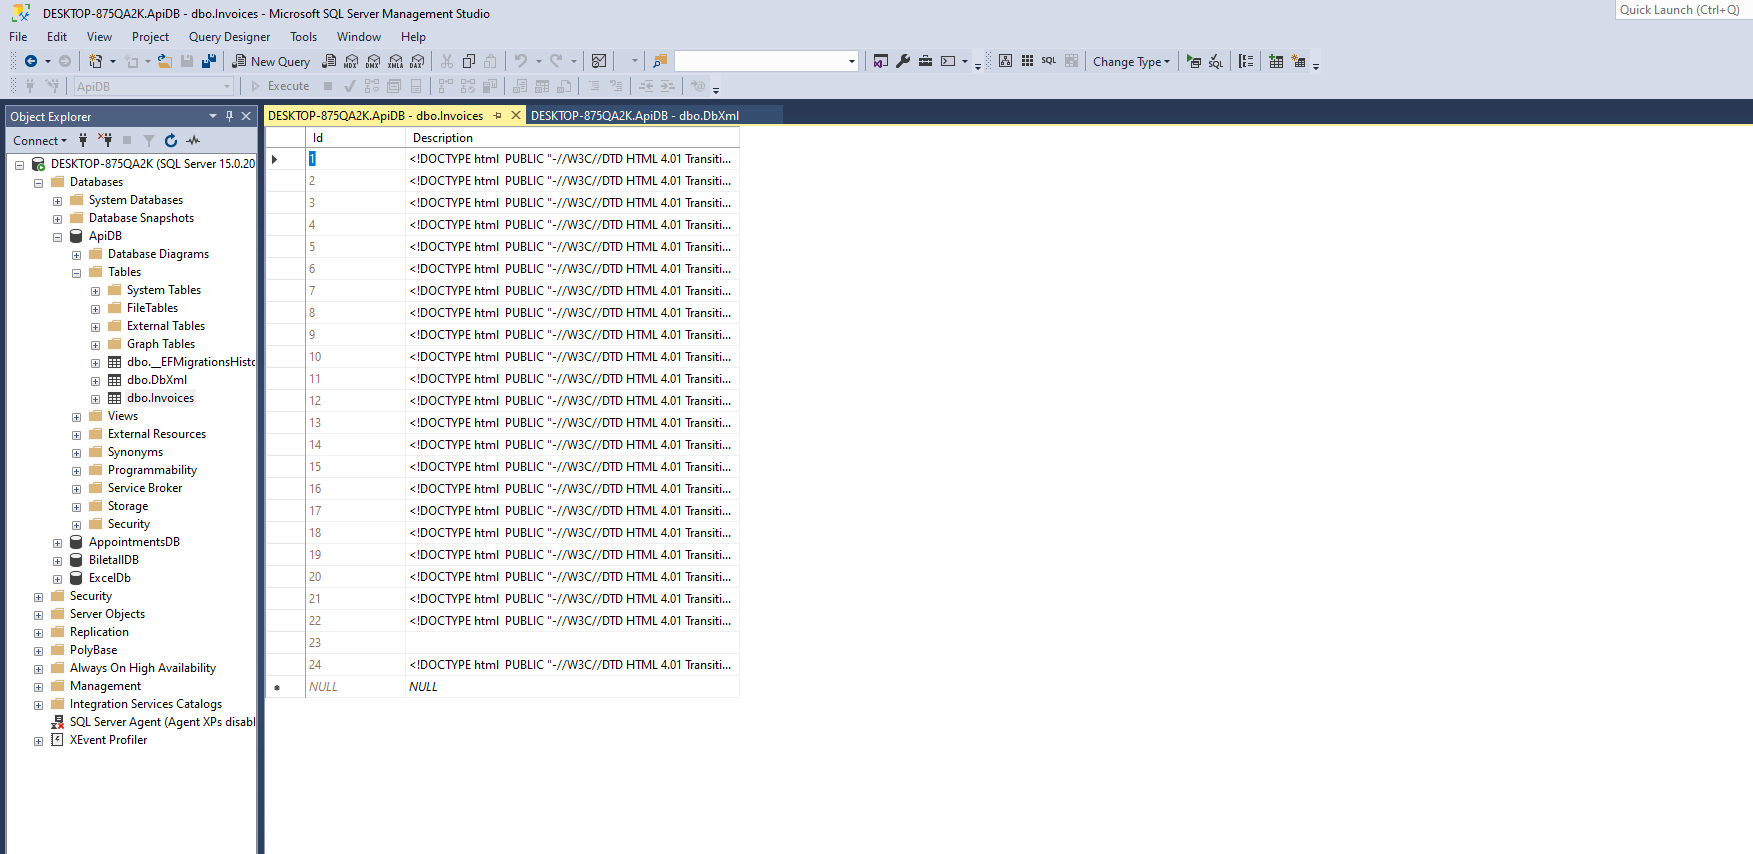 DESKTOP-875QA2K.ApiDB - dbo.Invoices - Microsoft SQL Server Management Studio
Quick Launch (Ctrl+Q)
File Edit View Project Query Designer Tools Window Help
New Query MDX DMX XMLA DAX SQL Change Type
ApiDB Execute
Object Explorer
Connect
DESKTOP-875QA2K (SQL Server 15.0.20
Databases
System Databases
Database Snapshots
ApiDB
Database Diagrams
Tables
System Tables
FileTables
External Tables
Graph Tables
dbo.__EFMigrationsHisto
dbo.DbXml
dbo.Invoices
Views
External Resources
Synonyms
Programmability
Service Broker
Storage
Security
AppointmentsDB
BiletallDB
ExcelDb
Security
Server Objects
Replication
PolyBase
Always On High Availability
Management
Integration Services Catalogs
SQL Server Agent (Agent XPs disabl
XEvent Profiler
DESKTOP-875QA2K.ApiDB - dbo.Invoices DESKTOP-875QA2K.ApiDB - dbo.DbXml
Id Description
1 <!DOCTYPE html  PUBLIC "-//W3C//DTD HTML 4.01 Transiti...
2 <!DOCTYPE html  PUBLIC "-//W3C//DTD HTML 4.01 Transiti...
3 <!DOCTYPE html  PUBLIC "-//W3C//DTD HTML 4.01 Transiti...
4 <!DOCTYPE html  PUBLIC "-//W3C//DTD HTML 4.01 Transiti...
5 <!DOCTYPE html  PUBLIC "-//W3C//DTD HTML 4.01 Transiti...
6 <!DOCTYPE html  PUBLIC "-//W3C//DTD HTML 4.01 Transiti...
7 <!DOCTYPE html  PUBLIC "-//W3C//DTD HTML 4.01 Transiti...
8 <!DOCTYPE html  PUBLIC "-//W3C//DTD HTML 4.01 Transiti...
9 <!DOCTYPE html  PUBLIC "-//W3C//DTD HTML 4.01 Transiti...
10 <!DOCTYPE html  PUBLIC "-//W3C//DTD HTML 4.01 Transiti...
11 <!DOCTYPE html  PUBLIC "-//W3C//DTD HTML 4.01 Transiti...
12 <!DOCTYPE html  PUBLIC "-//W3C//DTD HTML 4.01 Transiti...
13 <!DOCTYPE html  PUBLIC "-//W3C//DTD HTML 4.01 Transiti...
14 <!DOCTYPE html  PUBLIC "-//W3C//DTD HTML 4.01 Transiti...
15 <!DOCTYPE html  PUBLIC "-//W3C//DTD HTML 4.01 Transiti...
16 <!DOCTYPE html  PUBLIC "-//W3C//DTD HTML 4.01 Transiti...
17 <!DOCTYPE html  PUBLIC "-//W3C//DTD HTML 4.01 Transiti...
18 <!DOCTYPE html  PUBLIC "-//W3C//DTD HTML 4.01 Transiti...
19 <!DOCTYPE html  PUBLIC "-//W3C//DTD HTML 4.01 Transiti...
20 <!DOCTYPE html  PUBLIC "-//W3C//DTD HTML 4.01 Transiti...
21 <!DOCTYPE html  PUBLIC "-//W3C//DTD HTML 4.01 Transiti...
22 <!DOCTYPE html  PUBLIC "-//W3C//DTD HTML 4.01 Transiti...
23
24 <!DOCTYPE html  PUBLIC "-//W3C//DTD HTML 4.01 Transiti...
NULL NULL